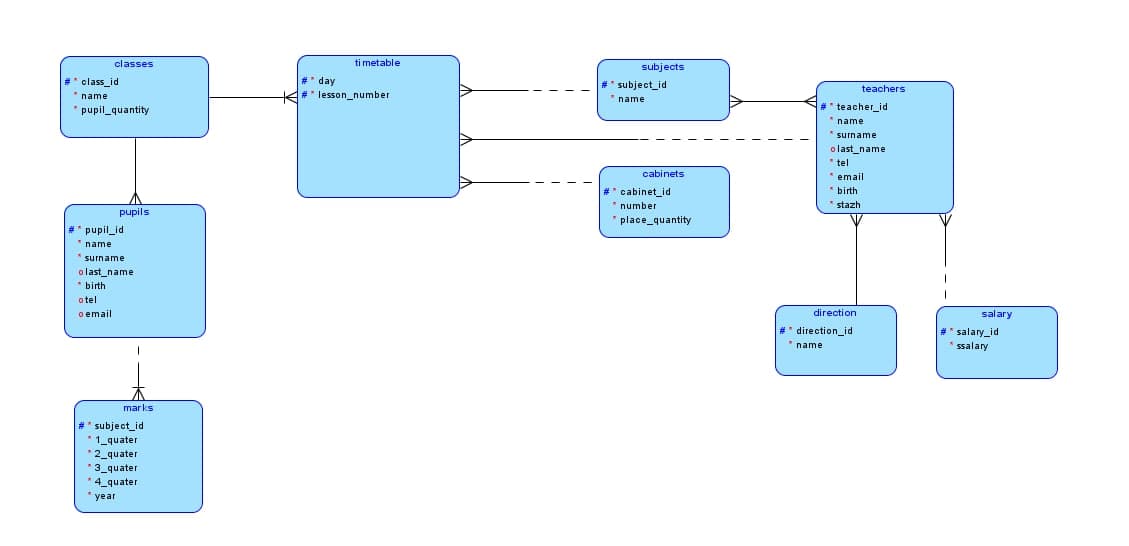 classes
# * class_id
* name
* pupil_quantity
timetable
# * day
# * lesson_number
subjects
# * subject_id
* name
teachers
# * teacher_id
* name
* surname
o last_name
* tel
* email
* birth
* stazh
cabinets
# * cabinet_id
* number
* place_quantity
pupils
# * pupil_id
* name
* surname
o last_name
* birth
o tel
o email
direction
# * direction_id
* name
salary
# * salary_id
* ssalary
marks
# * subject_id
* 1_quater
* 2_quater
* 3_quater
* 4_quater
* year